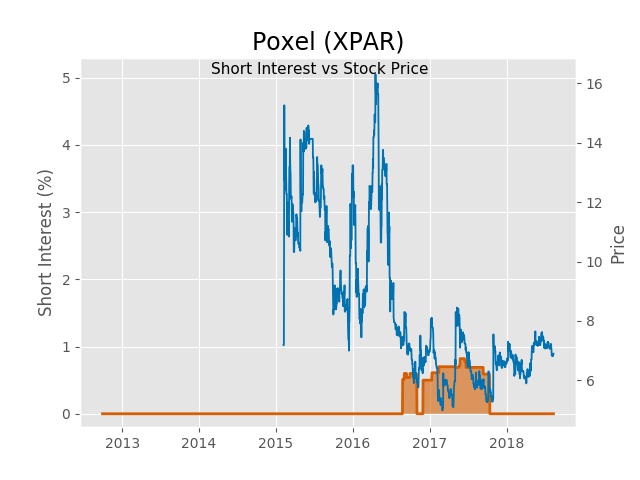 Poxel (XPAR)
Short Interest vs Stock Price
5
4
3
2
1
0
Short Interest (%)
16
14
12
10
8
6
Price
2013 2014 2015 2016 2017 2018